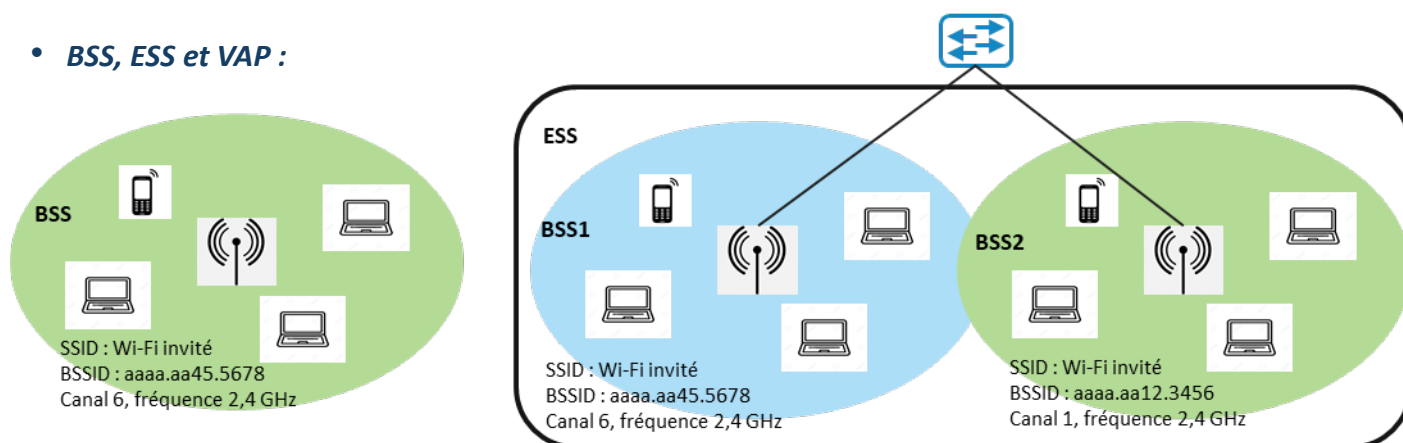 • BSS, ESS et VAP :
BSS
SSID : Wi-Fi invité
BSSID : aaaa.aa45.5678
Canal 6, fréquence 2,4 GHz
ESS
BSS1
SSID : Wi-Fi invité
BSSID : aaaa.aa45.5678
Canal 6, fréquence 2,4 GHz
BSS2
SSID : Wi-Fi invité
BSSID : aaaa.aa12.3456
Canal 1, fréquence 2,4 GHz